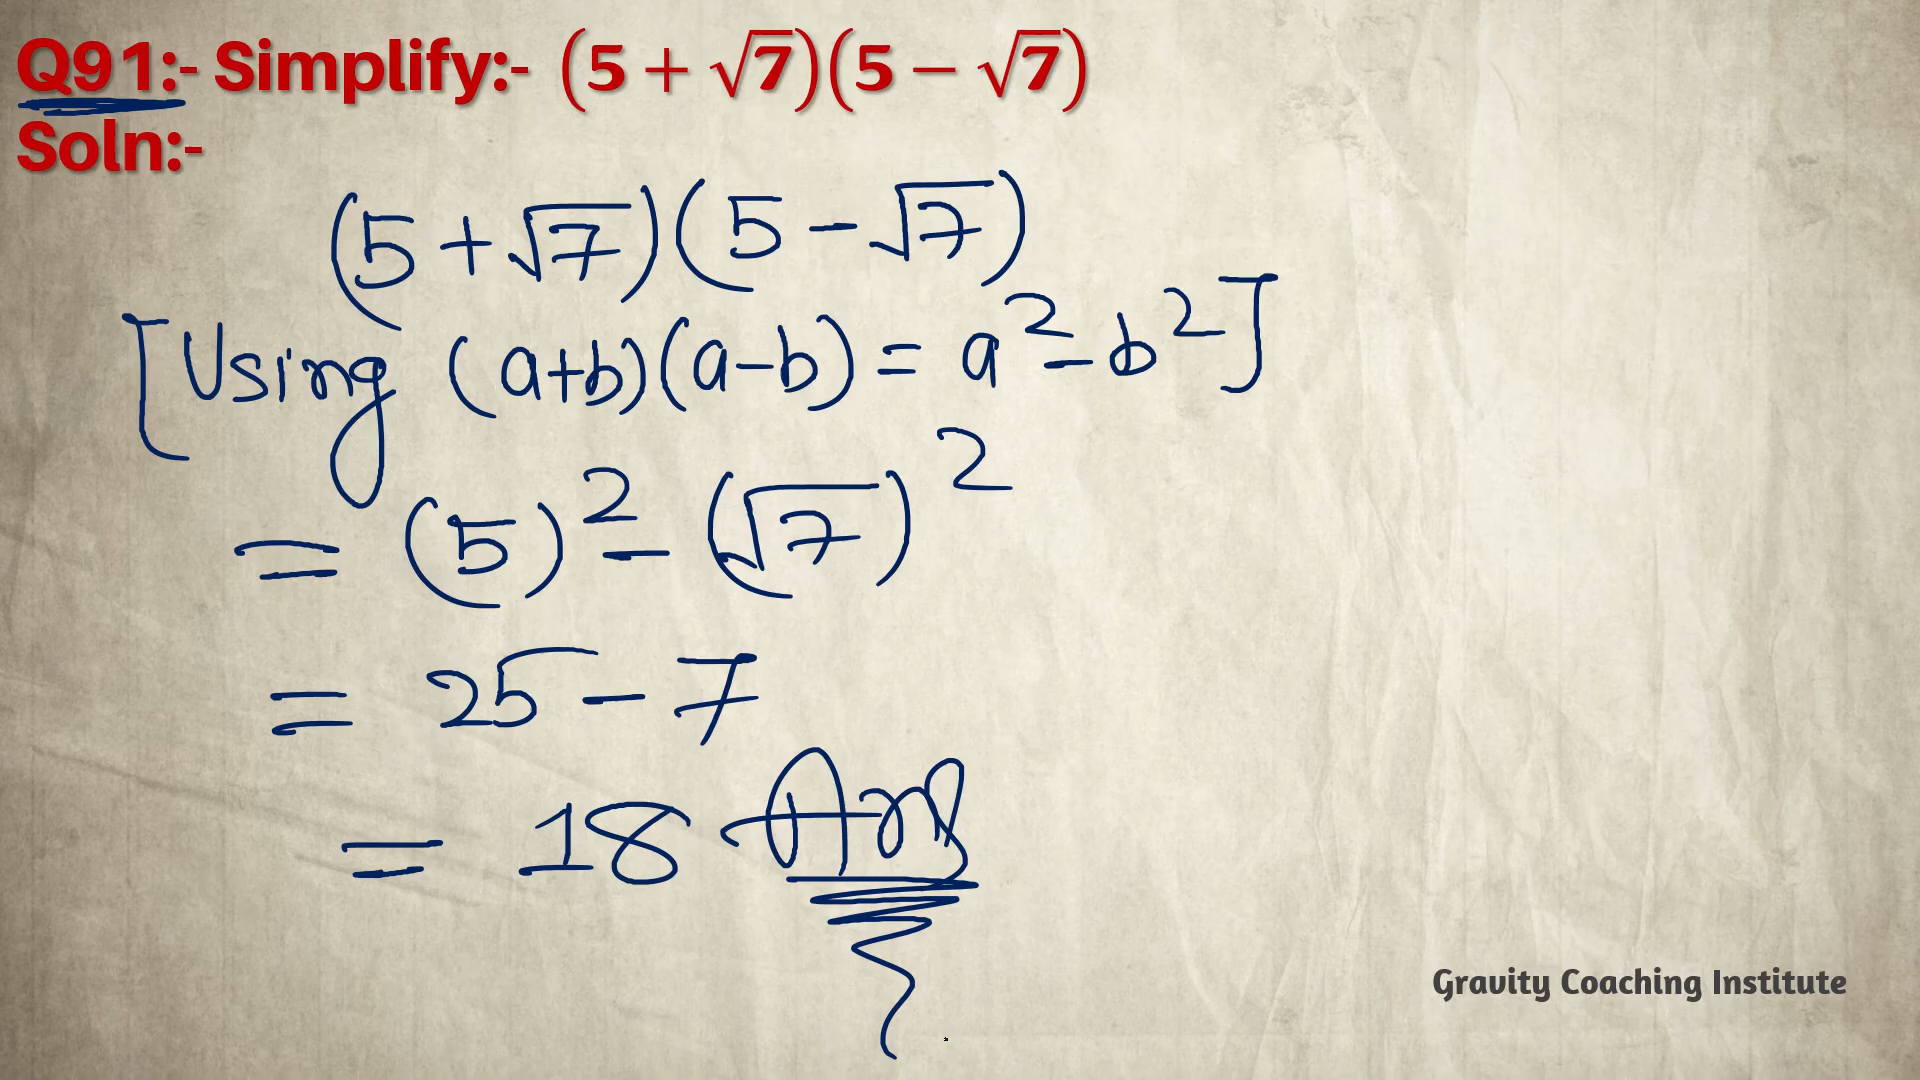 Q91:- Simplify:- (5 + √7)(5 − √7)
Soln:-
(5 + √7)(5 − √7)
[Using (a+b)(a−b) = a² − b²]
= (5)² − (√7)²
= 25 − 7
= 18 Ans
Gravity Coaching Institute